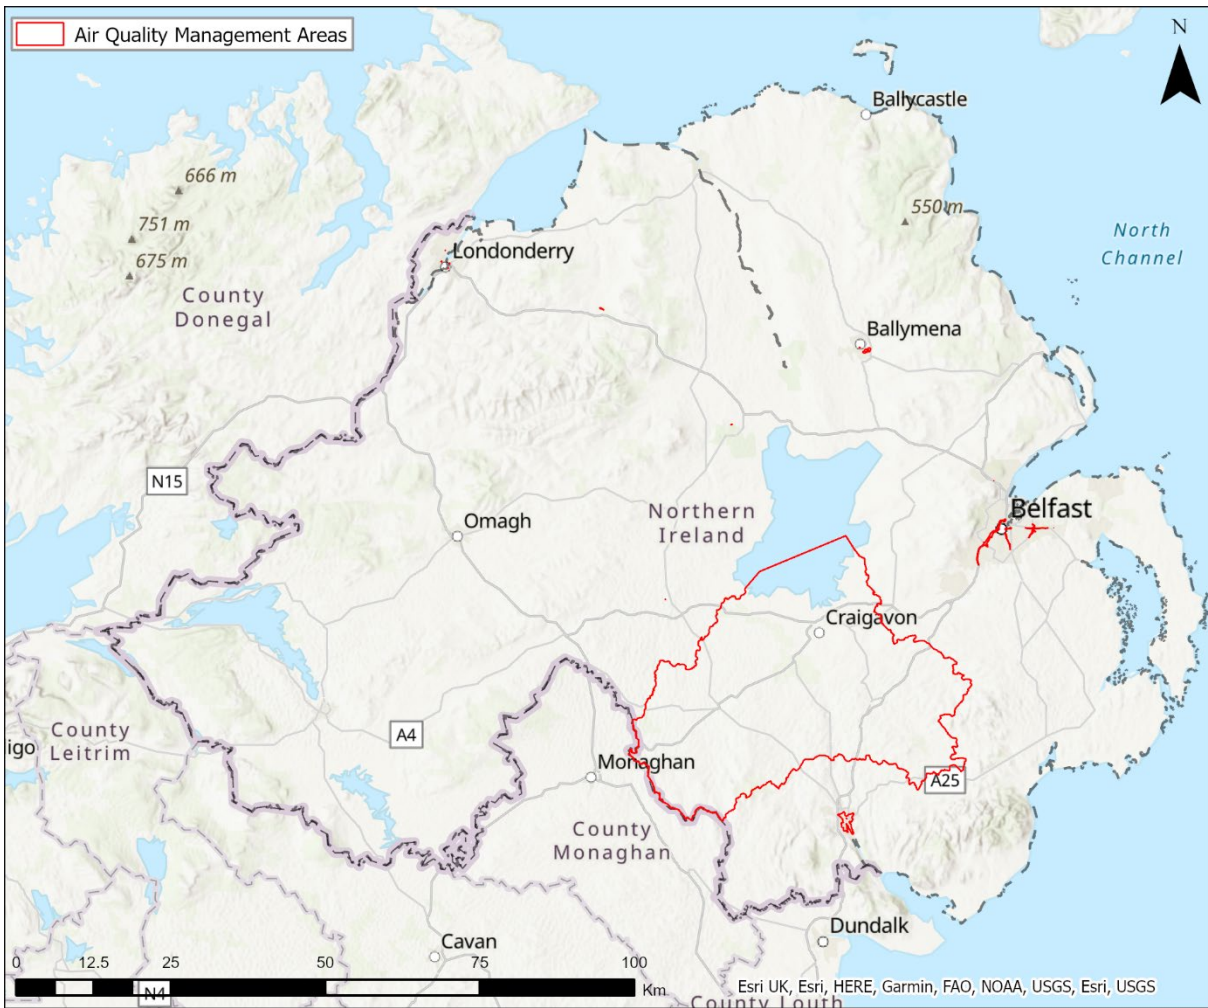 Air Quality Management Areas
N
Ballycastle
666 m
550 m
751 m
North
Channel
Londonderry
675 m
County
Donegal
Ballymena
N15
Belfast
Omagh
Northern
Ireland
Craigavon
County
Leitrim
igo
A4
Monaghan
A25
County
Monaghan
Dundalk
Cavan
0
12.5
25
50
75
100
Km
N4
County Louth
Esri UK, Esri, HERE, Garmin, FAO, NOAA, USGS, Esri, USGS